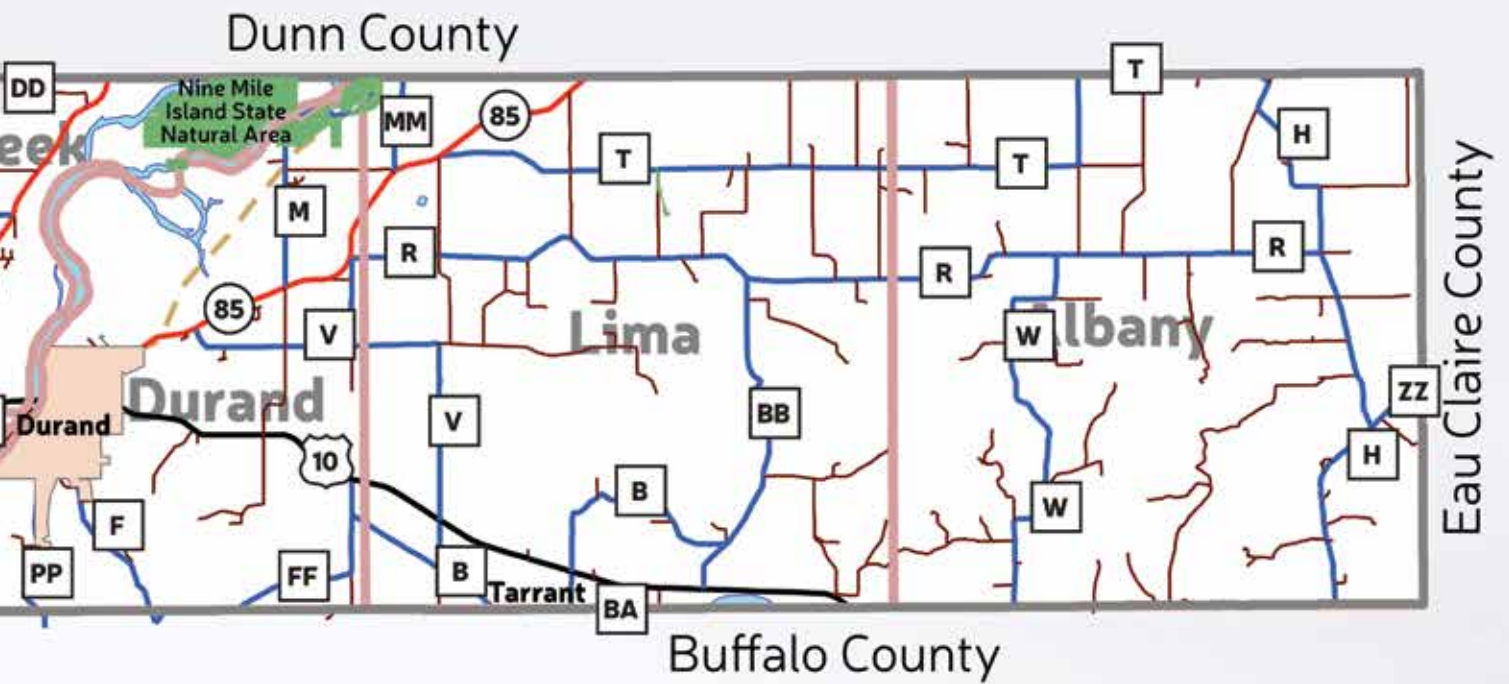 Dunn County
DD
Nine Mile
Island State
Natural Area
MM
85
T
T
T
H
eek
M
R
R
R
Eau Claire County
85
V
Lima
W
Albany
Durand
Durand
V
BB
ZZ
10
B
H
F
W
PP
FF
B
Tarrant
BA
Buffalo County